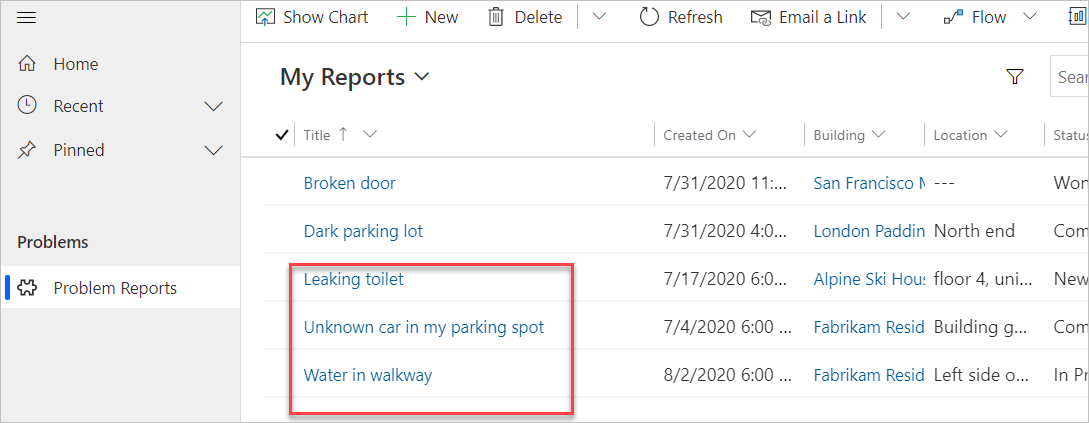 Show Chart New Delete Refresh Email a Link Flow
Home
Recent
Pinned
Problems
Problem Reports
My Reports
Title Created On Building Location
Broken door 7/31/2020 11:... San Francisco ---
Dark parking lot 7/31/2020 4:0... London Paddin North end
Leaking toilet 7/17/2020 6:0... Alpine Ski Hous floor 4, uni... New
Unknown car in my parking spot 7/4/2020 6:00 ... Fabrikam Resid Building g... Com
Water in walkway 8/2/2020 6:00 ... Fabrikam Resid Left side o... In Pr